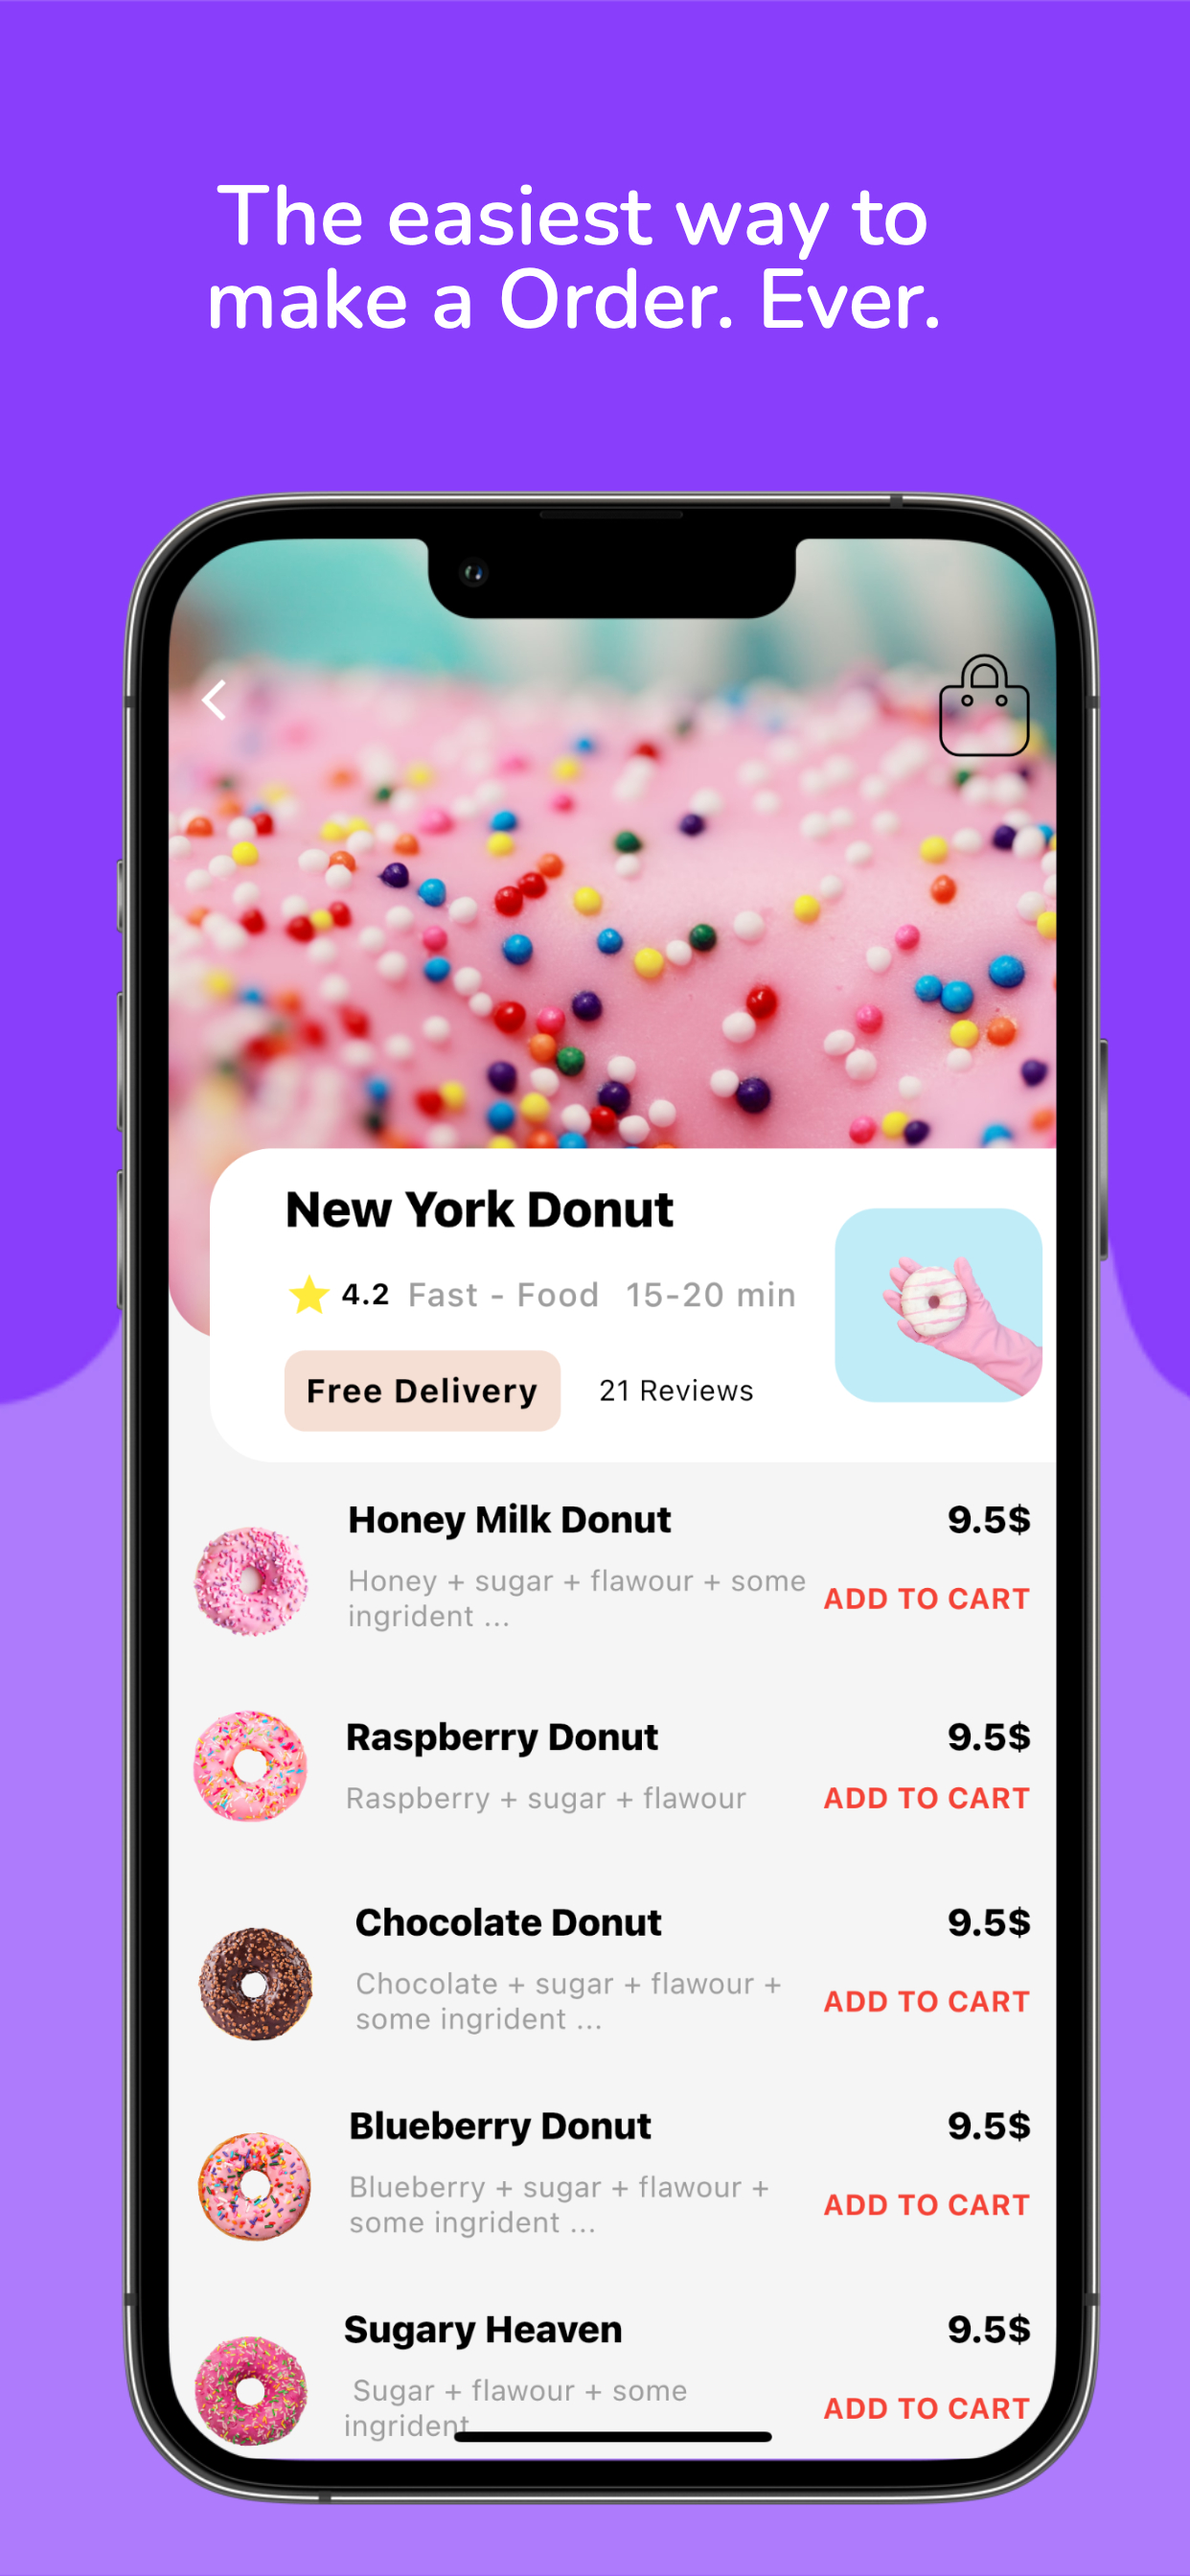 The easiest way to
make a Order. Ever.
New York Donut
4.2 Fast - Food 15-20 min
Free Delivery 21 Reviews
Honey Milk Donut 9.5$
Honey + sugar + flawour + some
ingrident ...
ADD TO CART
Raspberry Donut 9.5$
Raspberry + sugar + flawour ADD TO CART
Chocolate Donut 9.5$
Chocolate + sugar + flawour +
some ingrident ...
ADD TO CART
Blueberry Donut 9.5$
Blueberry + sugar + flawour +
some ingrident ...
ADD TO CART
Sugary Heaven 9.5$
Sugar + flawour + some
ingrident
ADD TO CART